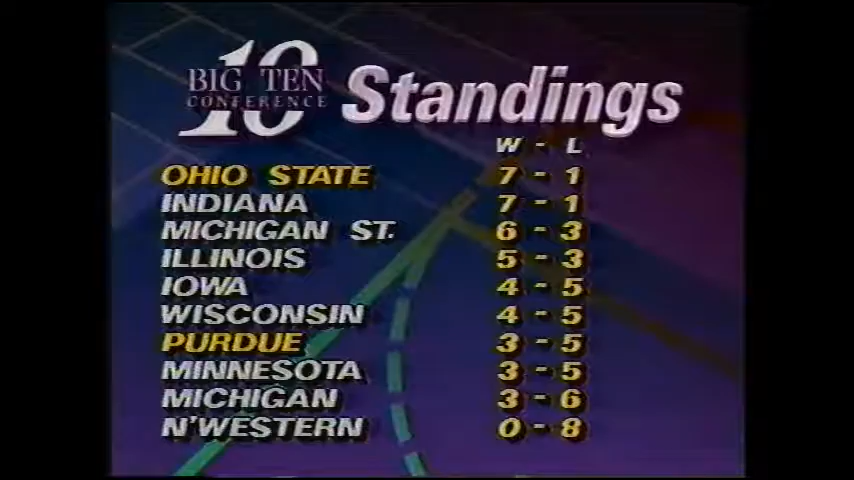 10
BIG TEN
CONFERENCE
Standings
W - L
OHIO STATE 7 - 1
INDIANA 7 - 1
MICHIGAN ST. 6 - 3
ILLINOIS 5 - 3
IOWA 4 - 5
WISCONSIN 4 - 5
PURDUE 3 - 5
MINNESOTA 3 - 5
MICHIGAN 3 - 6
N'WESTERN 0 - 8